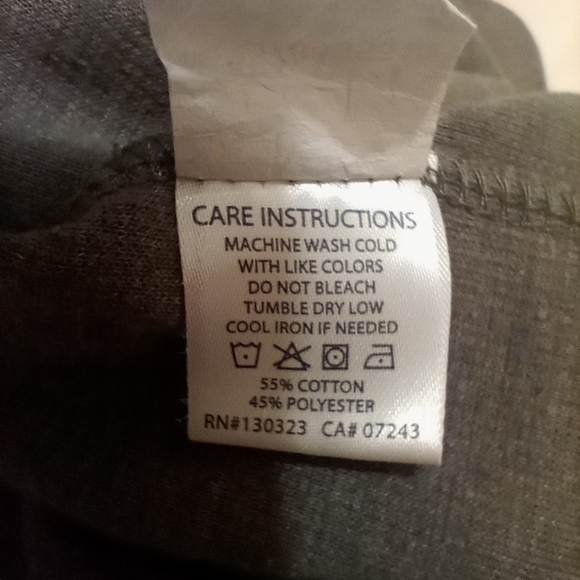 CARE INSTRUCTIONS
MACHINE WASH COLD
WITH LIKE COLORS
DO NOT BLEACH
TUMBLE DRY LOW
COOL IRON IF NEEDED
55% COTTON
45% POLYESTER
RN#130323 CA# 07243